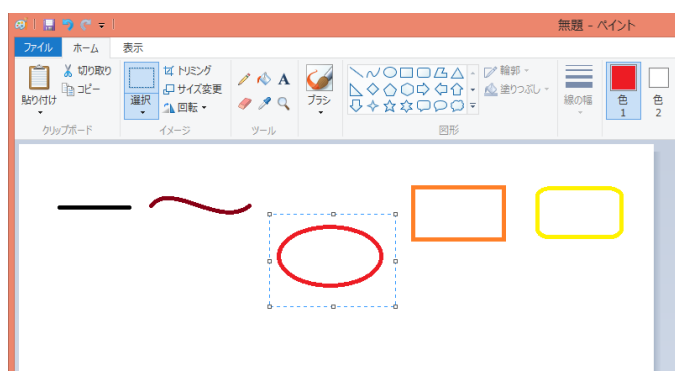 無題 - ペイント
ファイル ホーム 表示
切り取り
コピー
貼り付け
クリップボード
選択
トリミング
サイズ変更
回転
イメージ
A
ツール
ブラシ
輪郭
塗りつぶし
図形
線の幅
色
1
色
2